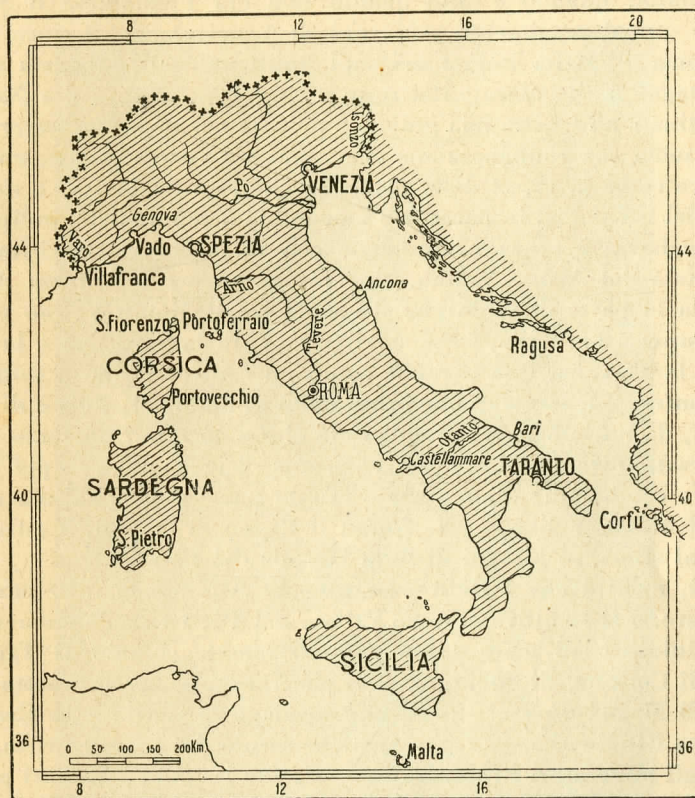 8
12
16
20
Isonzo
VENEZIA
Po
Genova
44
Varo
Vado
SPEZIA
44
Villafranca
Ancona
Arno
S.Fiorenzo
Portoferraio
Tevere
Ragusa
CORSICA
ROMA
Portovecchio
Ofanto
Bari
Castellammare
TARANTO
SARDEGNA
40
40
Corfù
S.Pietro
SICILIA
36
0 50 100 150 200Km.
Malta
36
8
12
16